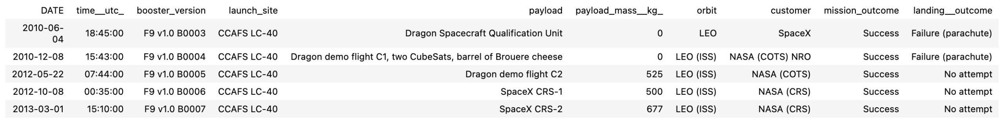 DATE time__utc_ booster_version launch_site payload payload_mass__kg_ orbit customer mission_outcome landing__outcome
2010-06-
04 18:45:00 F9 v1.0 B0003 CCAFS LC-40 Dragon Spacecraft Qualification Unit 0 LEO SpaceX Success Failure (parachute)
2010-12-08 15:43:00 F9 v1.0 B0004 CCAFS LC-40 Dragon demo flight C1, two CubeSats, barrel of Brouere cheese 0 LEO (ISS) NASA (COTS) NRO Success Failure (parachute)
2012-05-22 07:44:00 F9 v1.0 B0005 CCAFS LC-40 Dragon demo flight C2 525 LEO (ISS) NASA (COTS) Success No attempt
2012-10-08 00:35:00 F9 v1.0 B0006 CCAFS LC-40 SpaceX CRS-1 500 LEO (ISS) NASA (CRS) Success No attempt
2013-03-01 15:10:00 F9 v1.0 B0007 CCAFS LC-40 SpaceX CRS-2 677 LEO (ISS) NASA (CRS) Success No attempt